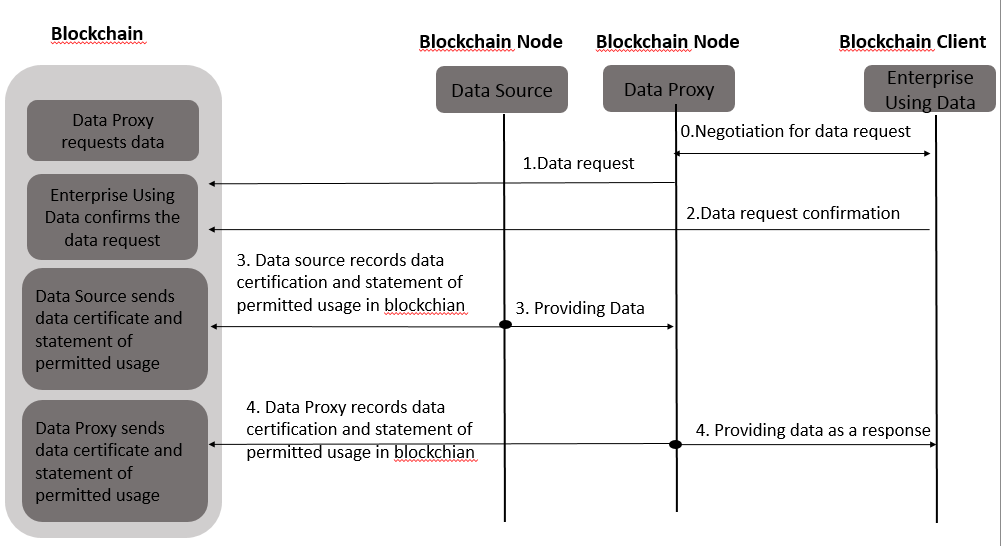 Blockchain
Blockchain Node
Blockchain Node
Blockchain Client
Data Source
Data Proxy
Enterprise
Using Data
Data Proxy
requests data
Enterprise Using
Data confirms the
data request
Data Source sends
data certificate and
statement of
permitted usage
Data Proxy sends
data certificate and
statement of
permitted usage
0.Negotiation for data request
1.Data request
2.Data request confirmation
3. Data source records data
certification and statement of
permitted usage in blockchian
3. Providing Data
4. Data Proxy records data
certification and statement of
permitted usage in blockchian
4. Providing data as a response